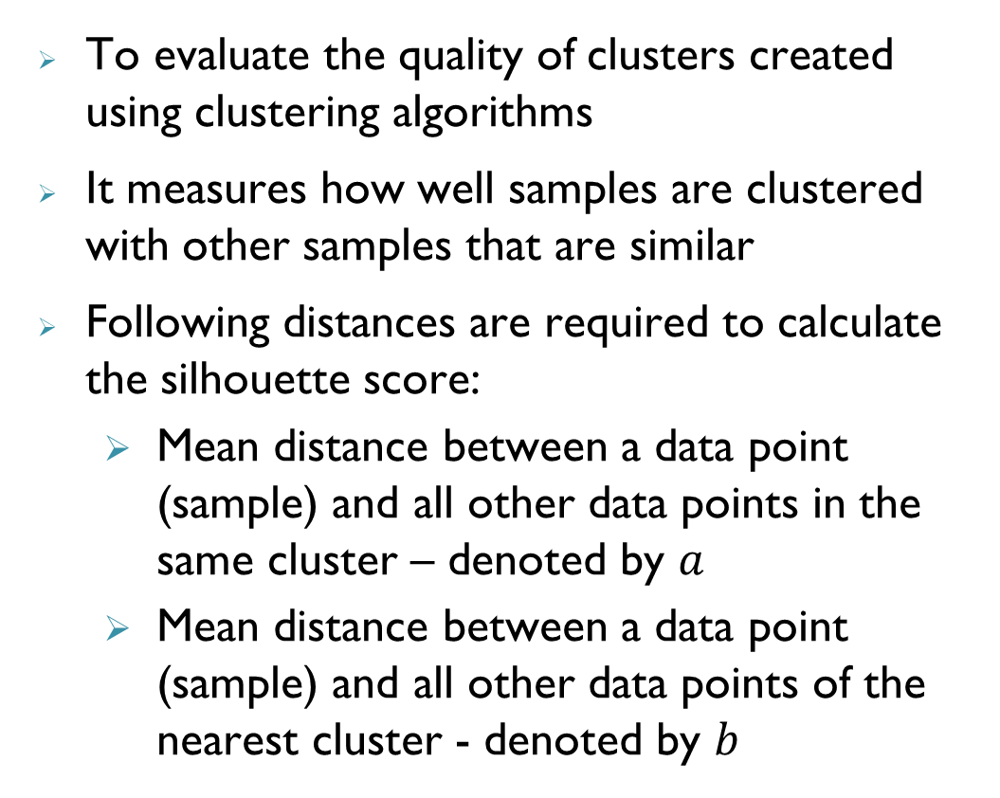 ➢ To evaluate the quality of clusters created
using clustering algorithms
➢ It measures how well samples are clustered
with other samples that are similar
➢ Following distances are required to calculate
the silhouette score:
➢ Mean distance between a data point
(sample) and all other data points in the
same cluster – denoted by 𝑎
➢ Mean distance between a data point
(sample) and all other data points of the
nearest cluster - denoted by 𝑏